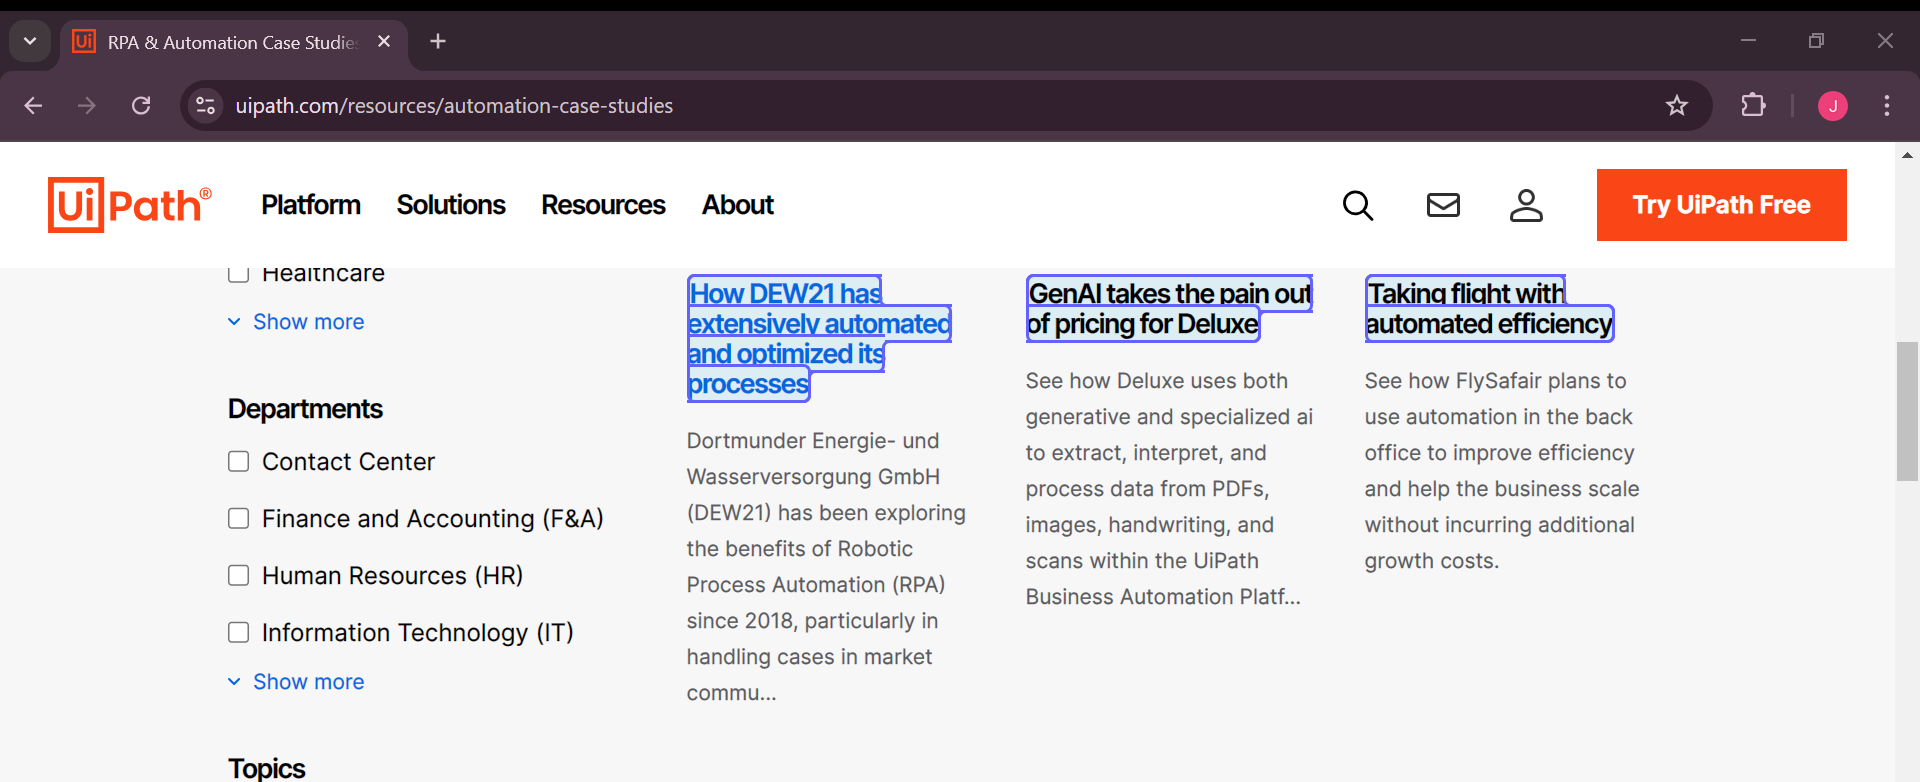 Ui RPA & Automation Case Studie
uipath.com/resources/automation-case-studies
J
UiPath®
Platform
Solutions
Resources
About
Try UiPath Free
Healthcare
Show more
Departments
Contact Center
Finance and Accounting (F&A)
Human Resources (HR)
Information Technology (IT)
Show more
Topics
How DEW21 has
extensively automated
and optimized its
processes
Dortmunder Energie- und
Wasserversorgung GmbH
(DEW21) has been exploring
the benefits of Robotic
Process Automation (RPA)
since 2018, particularly in
handling cases in market
commu...
GenAI takes the pain out
of pricing for Deluxe
See how Deluxe uses both
generative and specialized ai
to extract, interpret, and
process data from PDFs,
images, handwriting, and
scans within the UiPath
Business Automation Platf...
Taking flight with
automated efficiency
See how FlySafair plans to
use automation in the back
office to improve efficiency
and help the business scale
without incurring additional
growth costs.